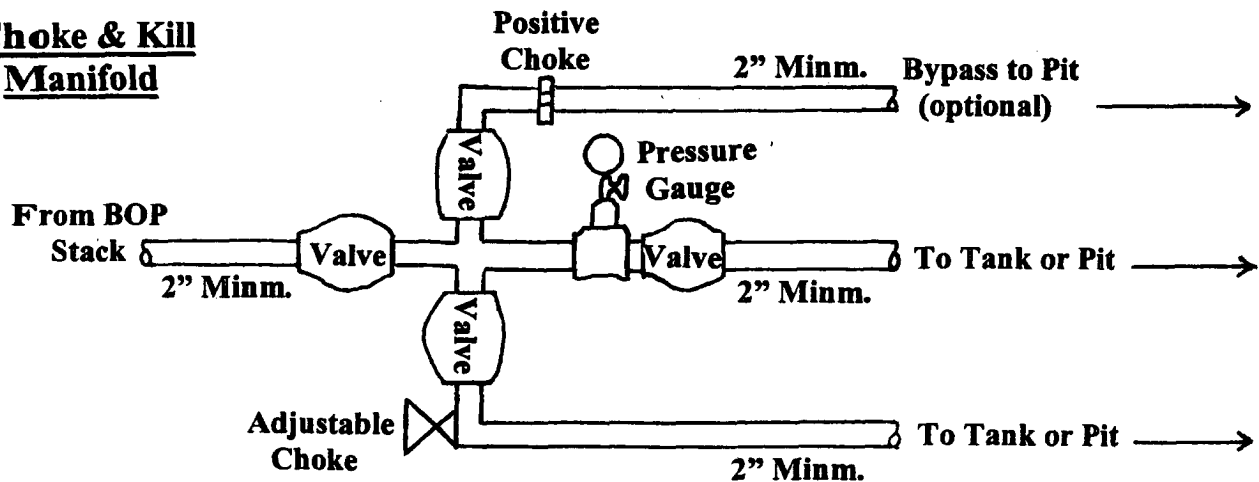 hoke & Kill
Manifold
Positive
Choke
2" Minm.
Bypass to Pit
(optional)
Valve
Pressure
Gauge
From BOP
Stack
2" Minm.
Valve
Valve
2" Minm.
To Tank or Pit
Valve
Adjustable
Choke
2" Minm.
To Tank or Pit